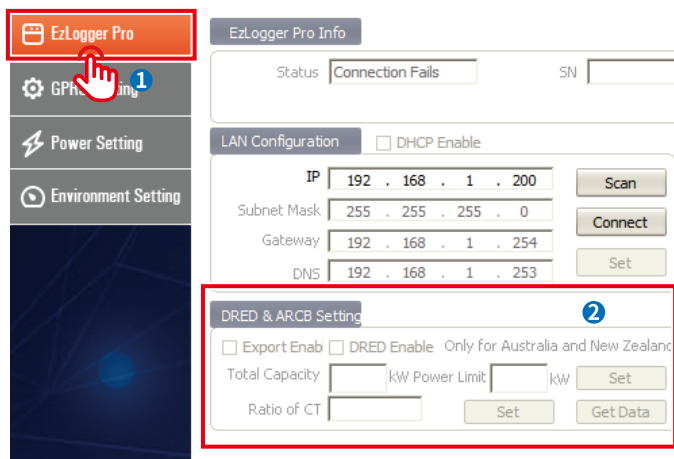 EzLogger Pro
1
GPRS
Power Setting
Environment Setting
EzLogger Pro Info
Status Connection Fails SN
LAN Configuration DHCP Enable
IP 192 . 168 . 1 . 200 Scan
Subnet Mask 255 . 255 . 255 . 0 Connect
Gateway 192 . 168 . 1 . 254
DNS 192 . 168 . 1 . 253 Set
DRED & ARCB Setting 2
Export Enab DRED Enable Only for Australia and New Zealand
Total Capacity kW Power Limit kW Set
Ratio of CT Set Get Data